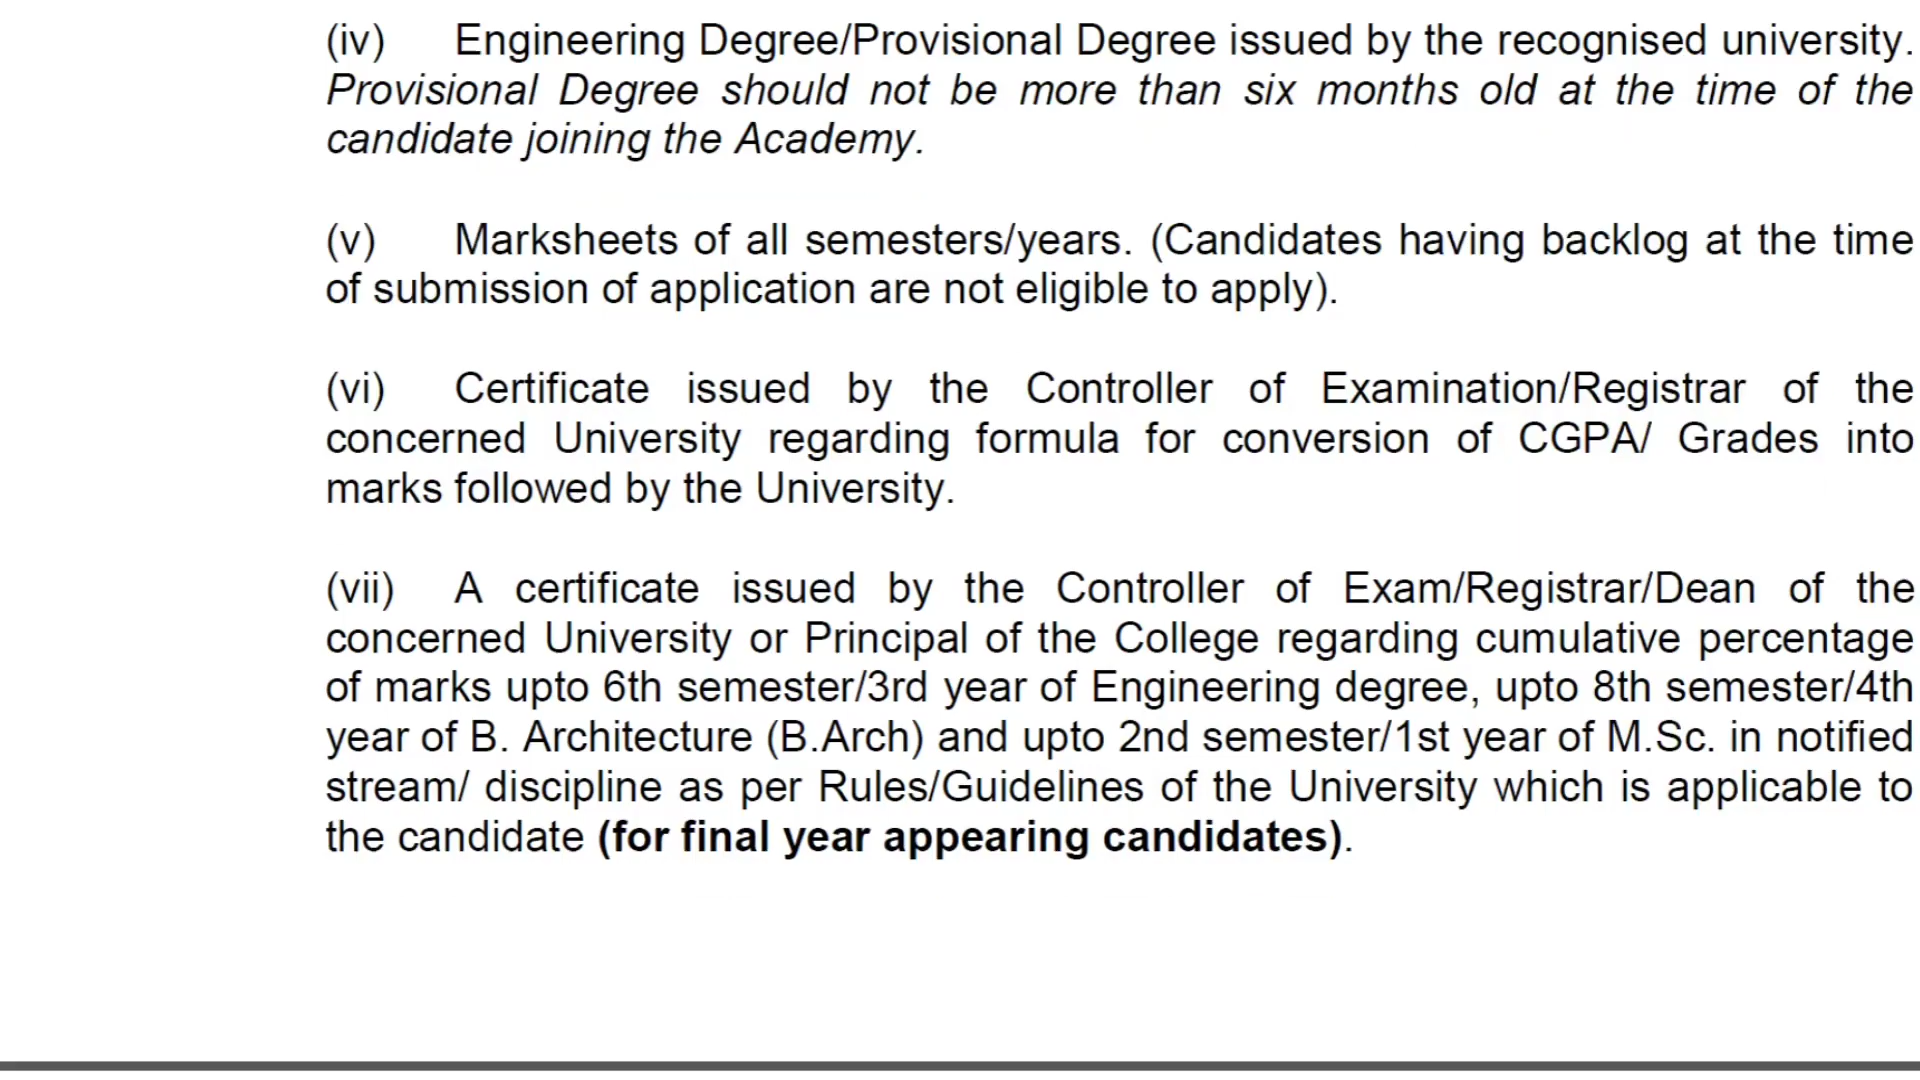 (iv) Engineering Degree/Provisional Degree issued by the recognised university.
Provisional Degree should not be more than six months old at the time of the
candidate joining the Academy.
(v) Marksheets of all semesters/years. (Candidates having backlog at the time
of submission of application are not eligible to apply).
(vi) Certificate issued by the Controller of Examination/Registrar of the
concerned University regarding formula for conversion of CGPA/ Grades into
marks followed by the University.
(vii) A certificate issued by the Controller of Exam/Registrar/Dean of the
concerned University or Principal of the College regarding cumulative percentage
of marks upto 6th semester/3rd year of Engineering degree, upto 8th semester/4th
year of B. Architecture (B.Arch) and upto 2nd semester/1st year of M.Sc. in notified
stream/ discipline as per Rules/Guidelines of the University which is applicable to
the candidate (for final year appearing candidates).